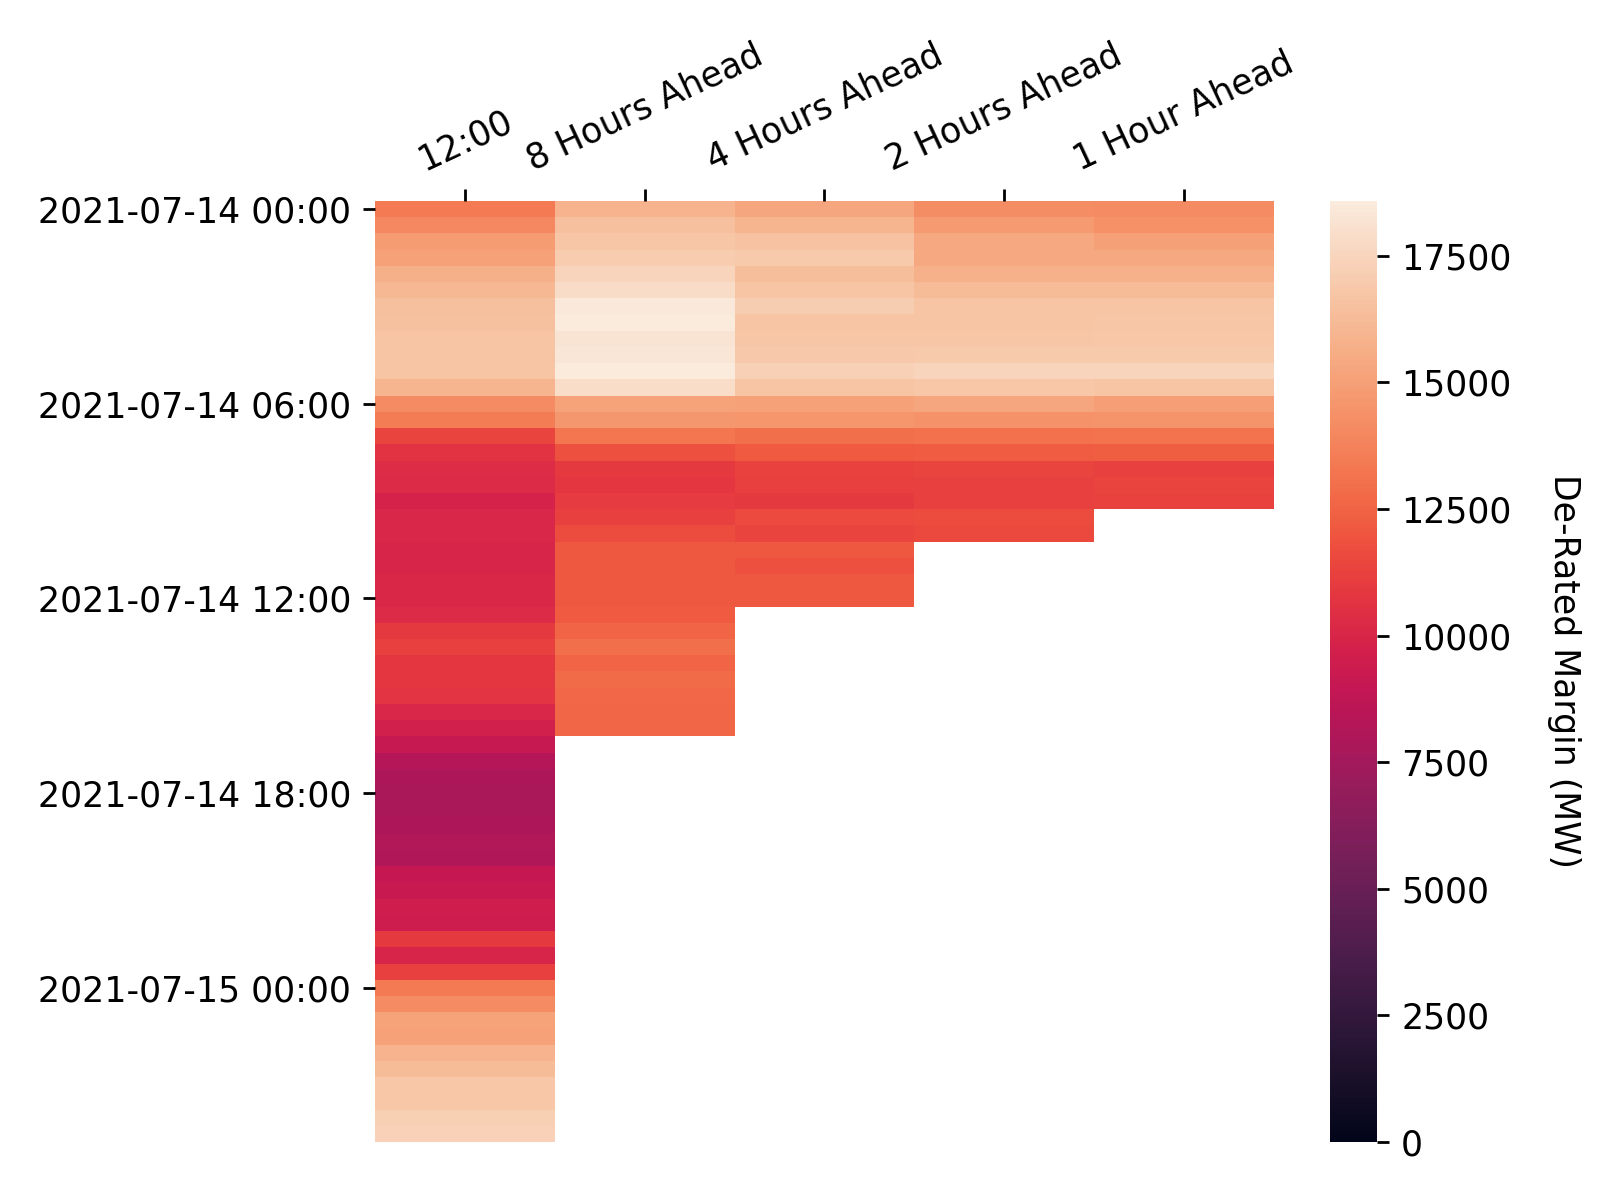 12:00
8 Hours Ahead
4 Hours Ahead
2 Hours Ahead
1 Hour Ahead
2021-07-14 00:00
2021-07-14 06:00
2021-07-14 12:00
2021-07-14 18:00
2021-07-15 00:00
17500
15000
12500
10000
7500
5000
2500
0
De-Rated Margin (MW)